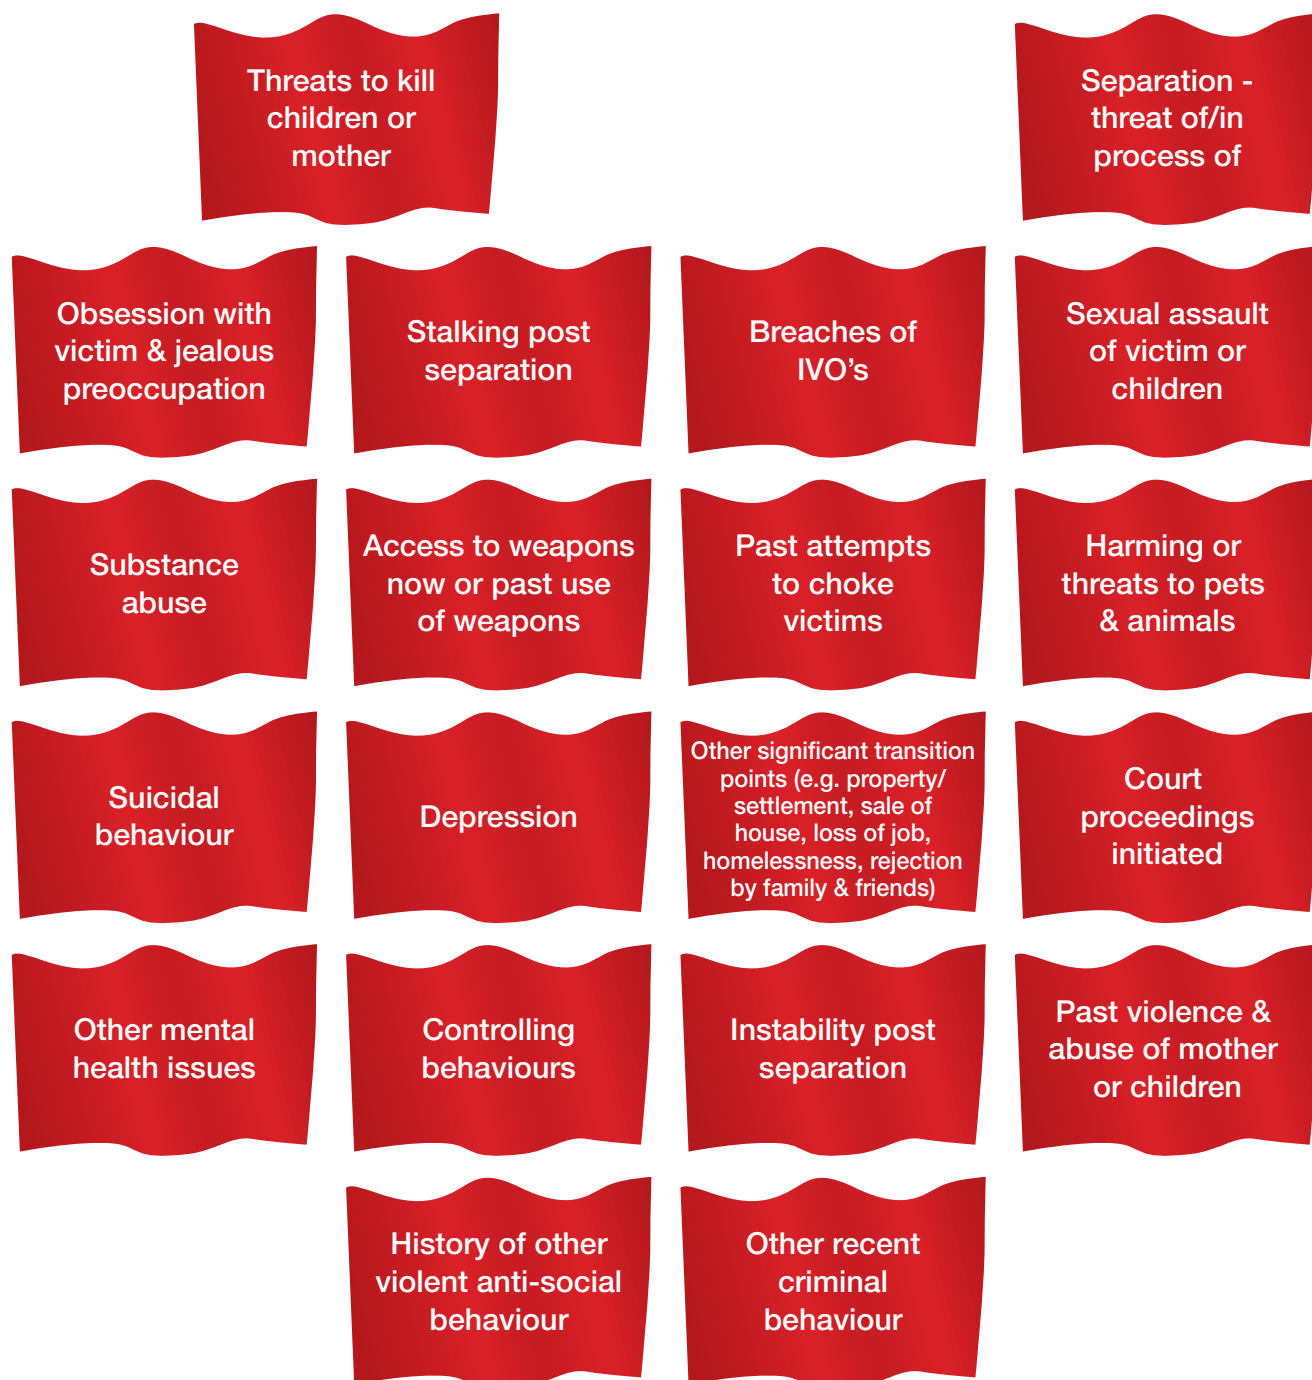 Threats to kill
children or
mother
Separation -
threat of/in
process of
Obsession with
victim & jealous
preoccupation
Stalking post
separation
Breaches of
IVO's
Sexual assault
of victim or
children
Substance
abuse
Access to weapons
now or past use
of weapons
Past attempts
to choke
victims
Harming or
threats to pets
& animals
Suicidal
behaviour
Depression
Other significant transition
points (e.g. property/
settlement, sale of
house, loss of job,
homelessness, rejection
by family & friends)
Court
proceedings
initiated
Other mental
health issues
Controlling
behaviours
Instability post
separation
Past violence &
abuse of mother
or children
History of other
violent anti-social
behaviour
Other recent
criminal
behaviour